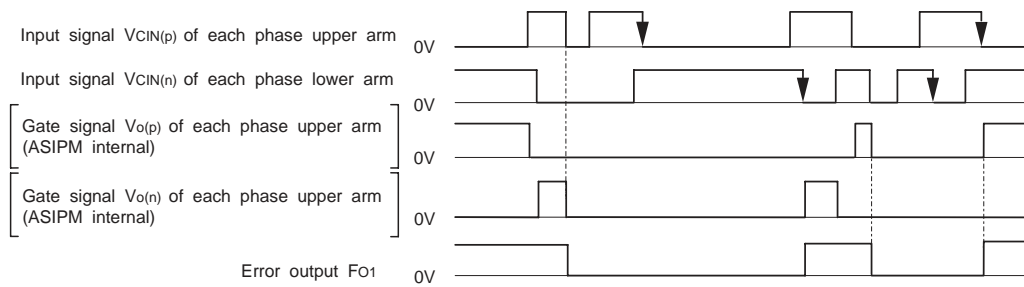 Input signal VCIN(p) of each phase upper arm 0V
Input signal VCIN(n) of each phase lower arm 0V
Gate signal Vo(p) of each phase upper arm
(ASIPM internal) 0V
Gate signal Vo(n) of each phase upper arm
(ASIPM internal) 0V
Error output FO1 0V